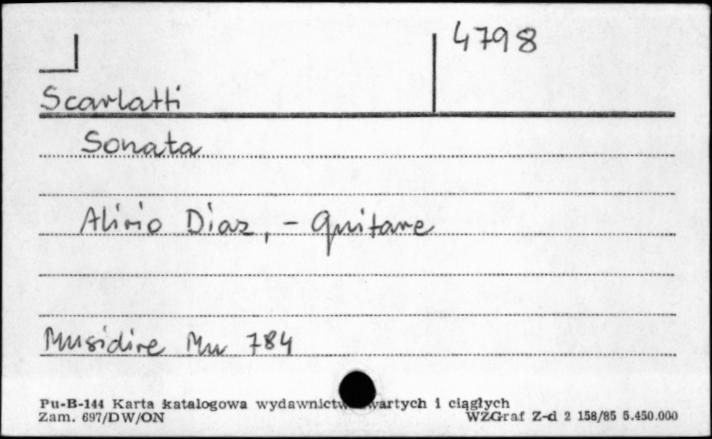 4798
Scarlatti
Sonata
Alirio Diaz, - Guitare
Musidire Mu 784
Pu-B-144 Karta katalogowa wydawnictw zwartych i ciągłych
Zam. 697/DW/ON WZGraf Z-d 2 158/85 5.450.000